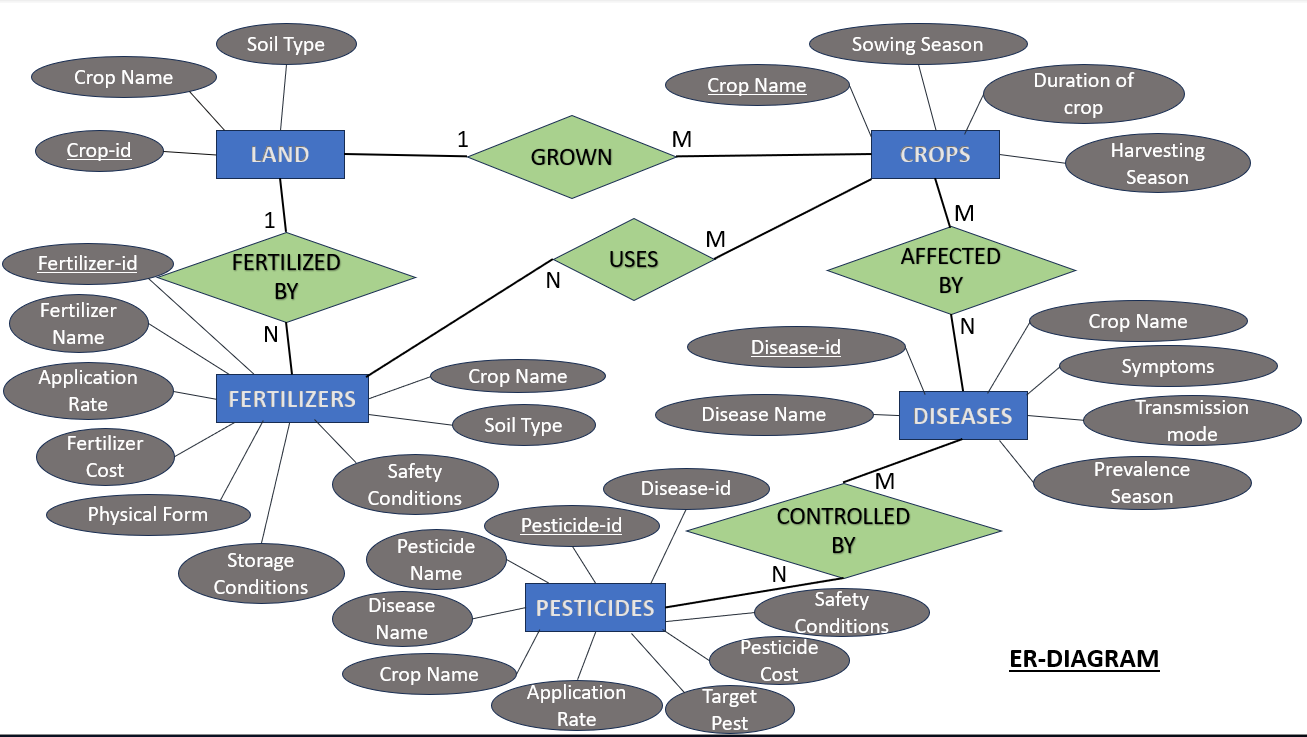 Soil Type
Sowing Season
Crop Name
Crop Name
Duration of
crop
Crop-id
LAND
1
GROWN
M
CROPS
Harvesting
Season
1
M
FERTILIZED
BY
USES
M
N
AFFECTED
BY
Fertilizer-id
Fertilizer
Name
N
N
Crop Name
Application
Rate
Disease-id
Symptoms
FERTILIZERS
Crop Name
Soil Type
Disease Name
DISEASES
Transmission
mode
Fertilizer
Cost
Safety
Conditions
Prevalence
Season
Physical Form
Storage
Conditions
Disease-id
M
CONTROLLED
BY
N
Pesticide-id
Pesticide
Name
PESTICIDES
Disease
Name
Safety
Conditions
Crop Name
Pesticide
Cost
Application
Rate
Target
Pest
ER-DIAGRAM